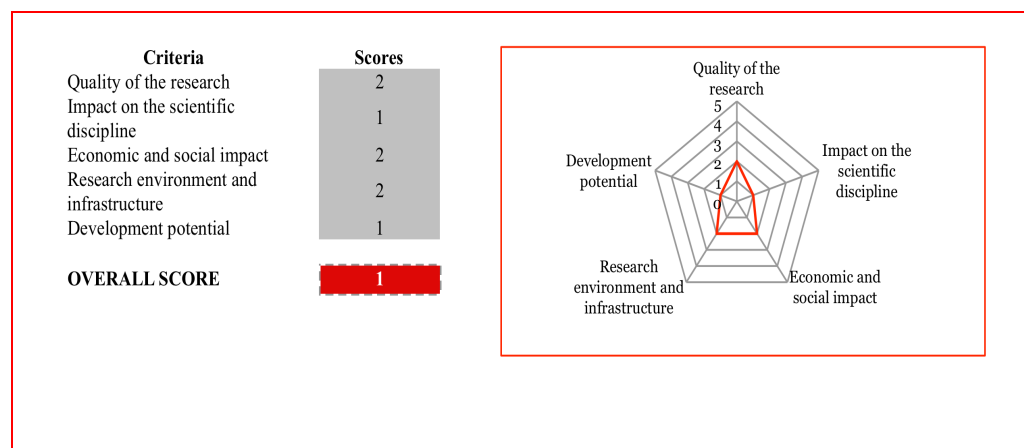 Criteria Scores
Quality of the research 2
Impact on the scientific
discipline 1
Economic and social impact 2
Research environment and
infrastructure 2
Development potential 1
OVERALL SCORE 1
Quality of the
research
5
4
3
2
1
0
Impact on the
scientific
discipline
Economic and
social impact
Research
environment and
infrastructure
Development
potential